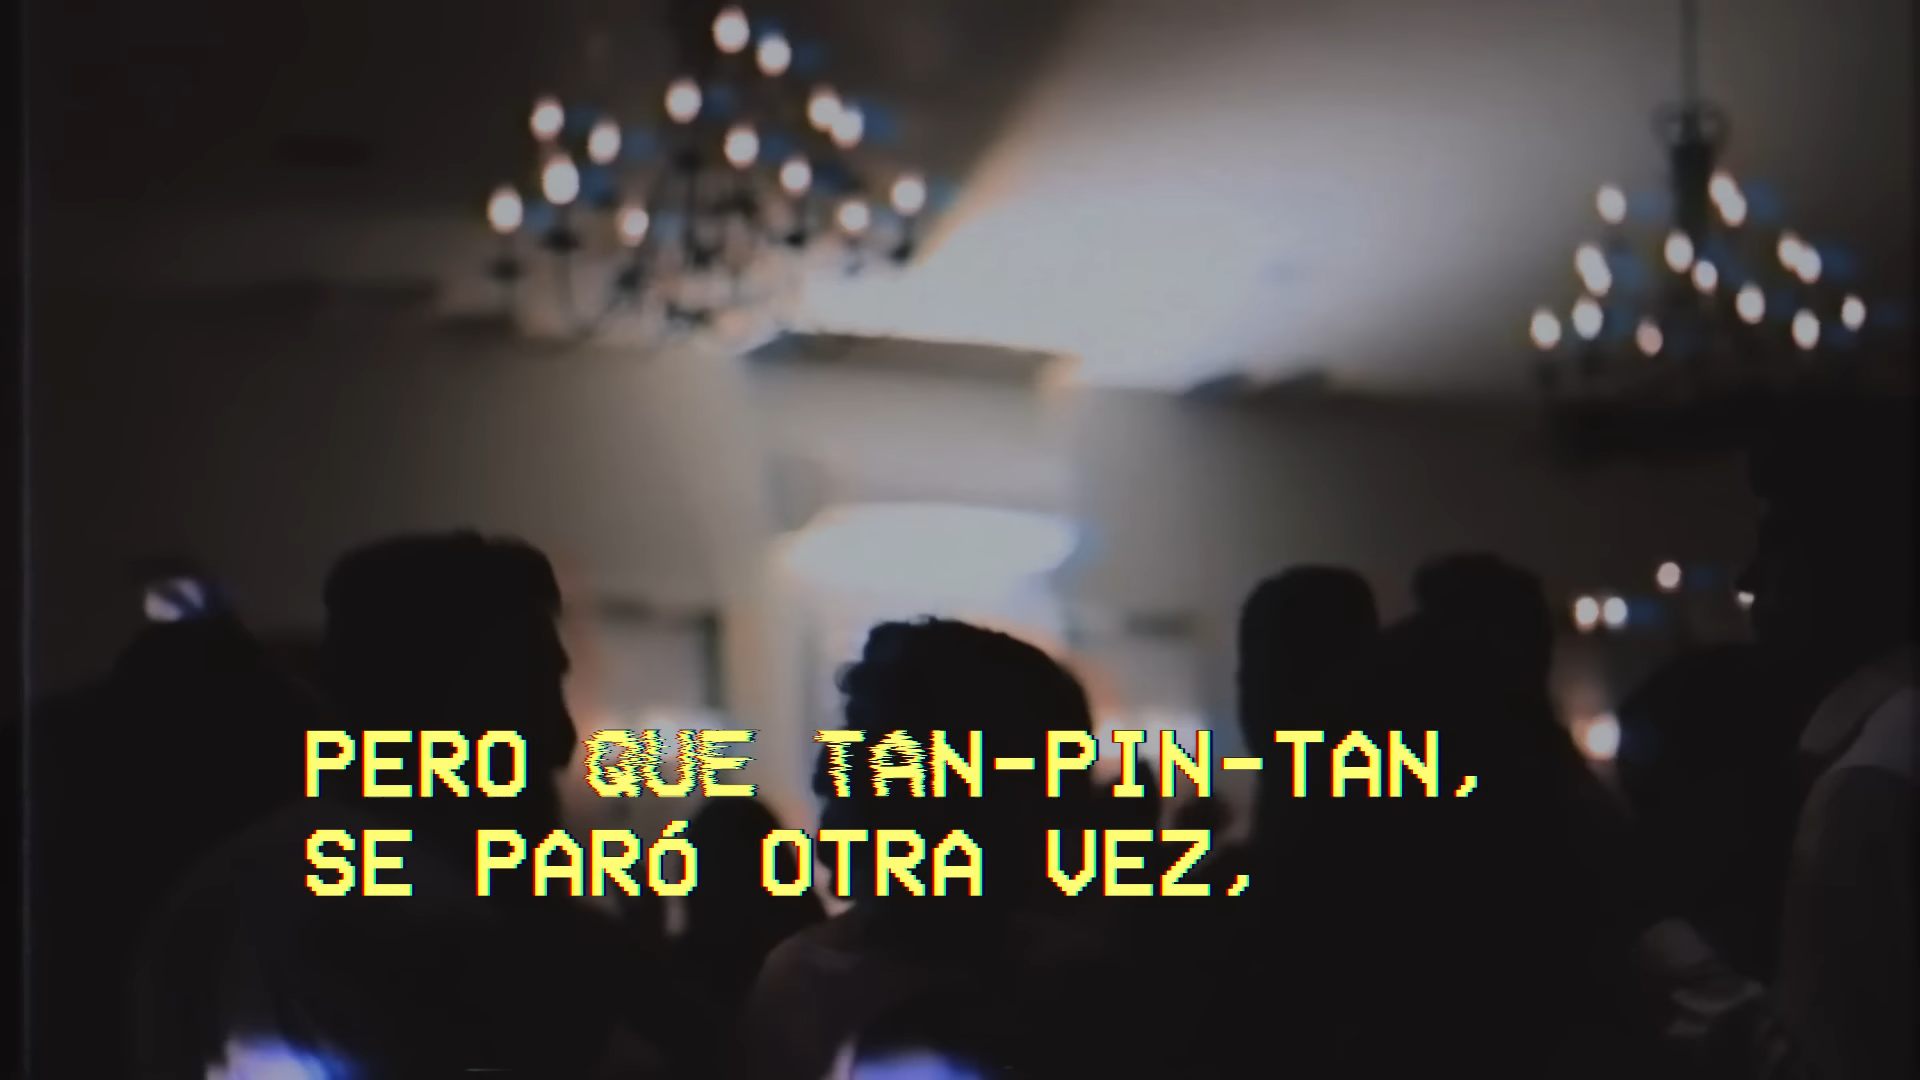 PERO QUE TAN-PIN-TAN,
SE PARÓ OTRA VEZ,